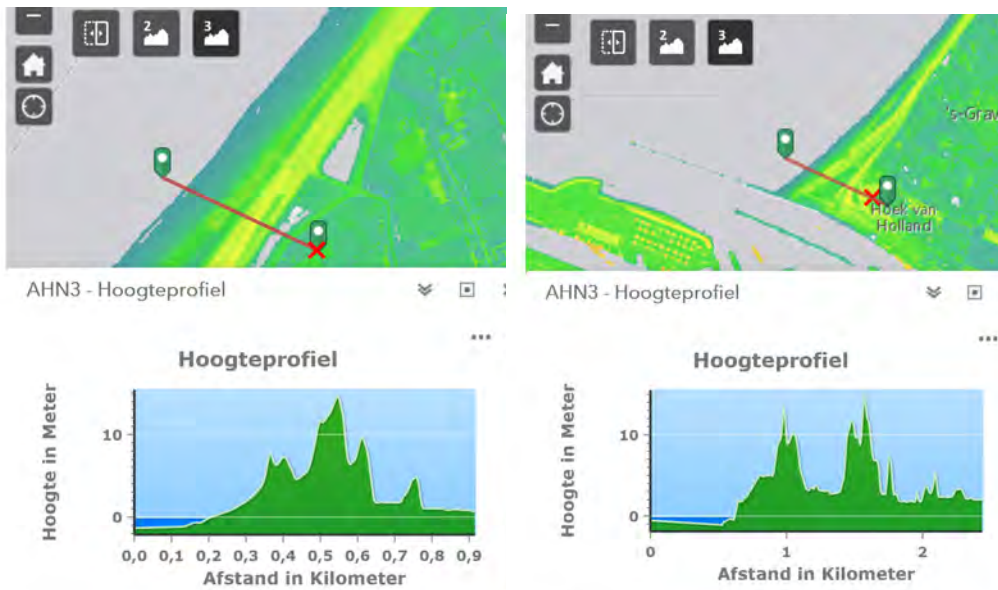 2
3
AHN3 - Hoogteprofiel
Hoogteprofiel
Hoogte in Meter
10
0
0,0 0,1 0,2 0,3 0,4 0,5 0,6 0,7 0,8 0,9
Afstand in Kilometer
2
3
's-Grav
Hoek van
Holland
AHN3 - Hoogteprofiel
Hoogteprofiel
Hoogte in Meter
10
0
0 1 2
Afstand in Kilometer